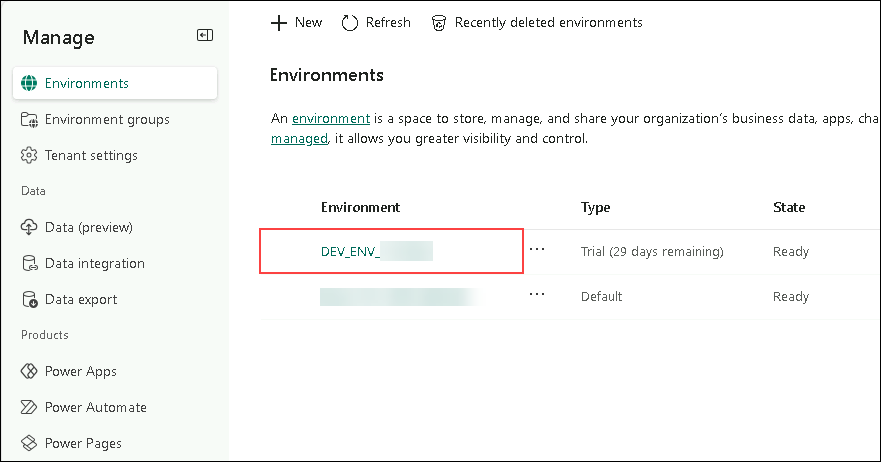 Manage
Environments
Environment groups
Tenant settings
Data
Data (preview)
Data integration
Data export
Products
Power Apps
Power Automate
Power Pages
New Refresh Recently deleted environments
Environments
An environment is a space to store, manage, and share your organization's business data, apps, cha
managed, it allows you greater visibility and control.
Environment Type State
DEV_ENV_ ... Trial (29 days remaining) Ready
... Default Ready